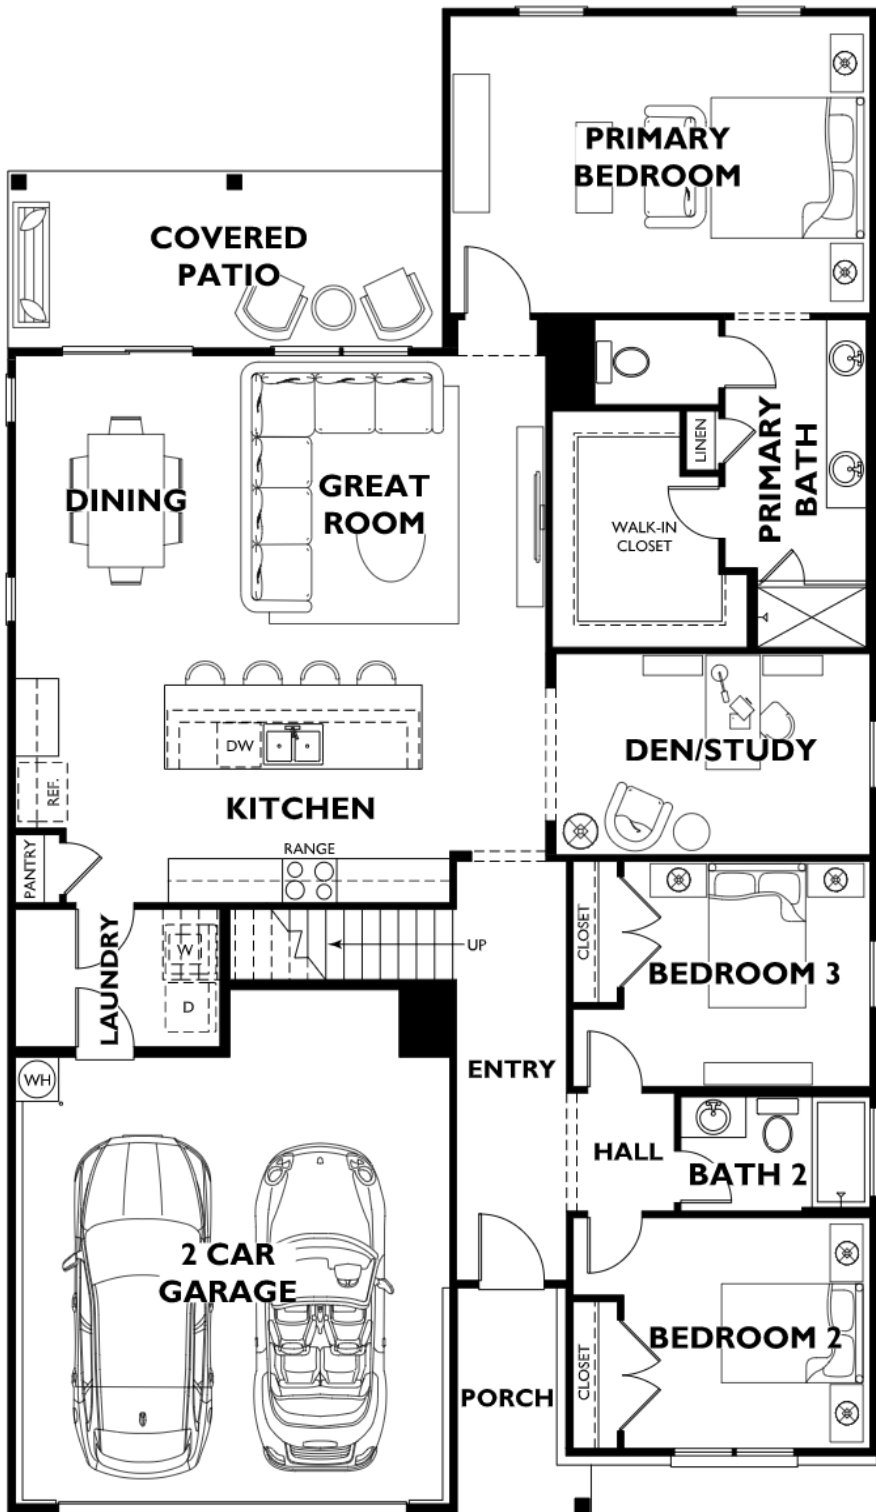 PRIMARY
BEDROOM
COVERED
PATIO
DINING
GREAT
ROOM
LINEN
PRIMARY
BATH
WALK-IN
CLOSET
DW
REF.
KITCHEN
DEN/STUDY
PANTRY
RANGE
LAUNDRY
W
D
UP
CLOSET
BEDROOM 3
WH
ENTRY
HALL
BATH 2
2 CAR
GARAGE
PORCH
CLOSET
BEDROOM 2